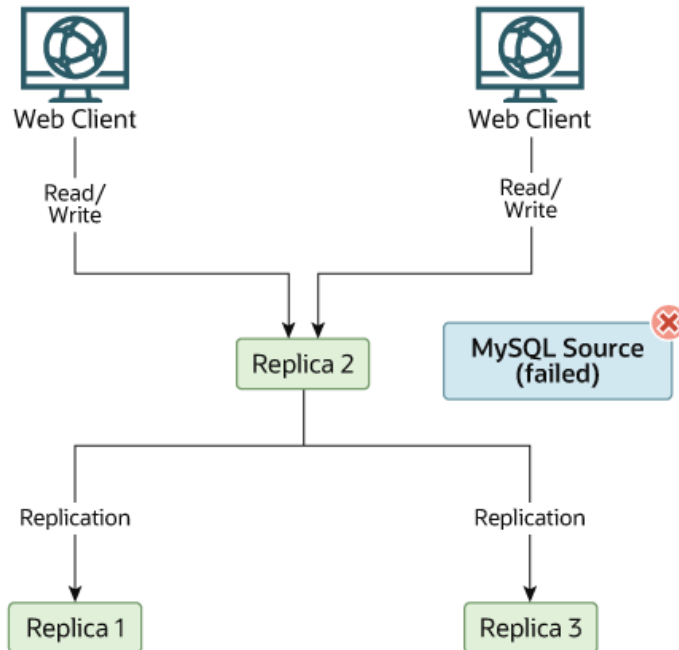 Web Client
Web Client
Read/
Write
Read/
Write
Replica 2
MySQL Source
(failed)
Replication
Replication
Replica 1
Replica 3